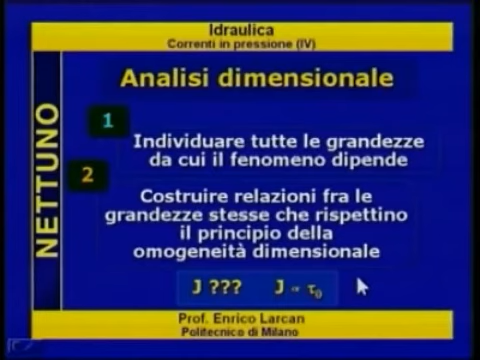 Idraulica
Correnti in pressione (IV)
NETTUNO
Analisi dimensionale
1
Individuare tutte le grandezze
da cui il fenomeno dipende
2
Costruire relazioni fra le
grandezze stesse che rispettino
il principio della
omogeneità dimensionale
J ??? J ∝ τ₀
Prof. Enrico Larcan
Politecnico di Milano